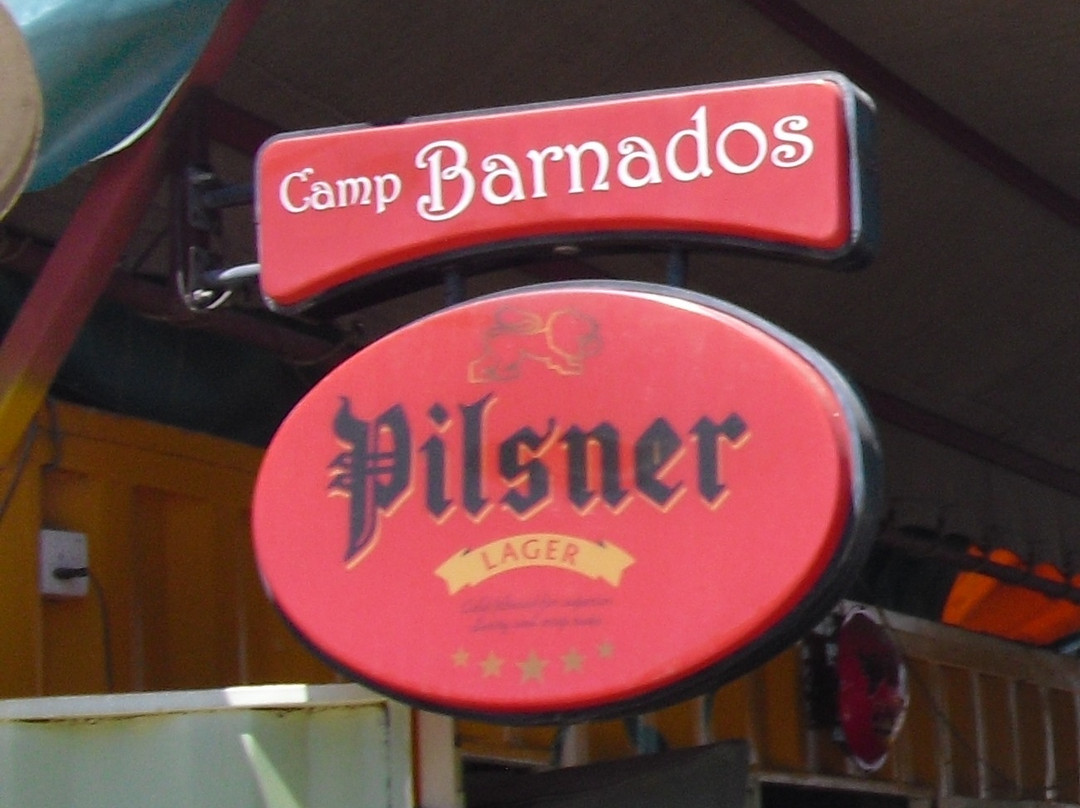 Camp Barnados
Pilsner
LAGER